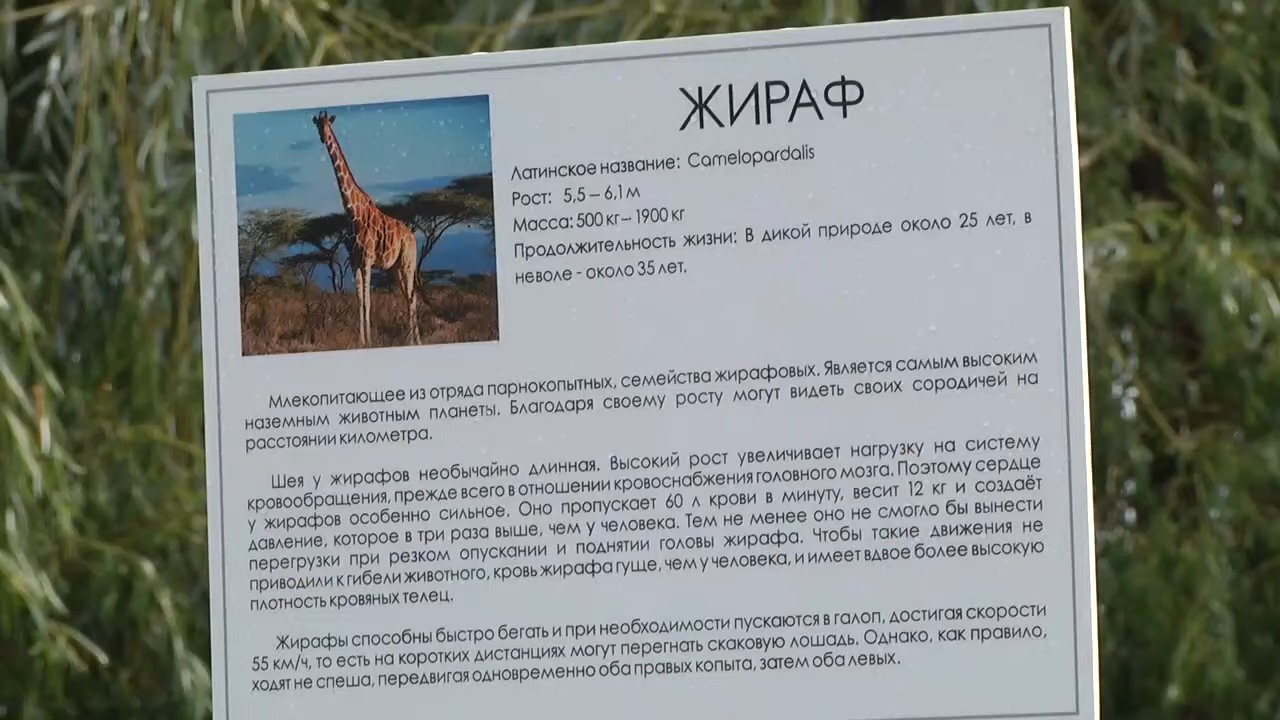 ЖИРАФ
Латинское название: Camelopardalis
Рост: 5,5 – 6,1 м
Масса: 500 кг – 1900 кг
Продолжительность жизни: В дикой природе около 25 лет, в
неволе - около 35 лет.
Млекопитающее из отряда парнокопытных, семейства жирафовых. Является самым высоким
наземным животным планеты. Благодаря своему росту могут видеть своих сородичей на
расстоянии километра.
Шея у жирафов необычайно длинная. Высокий рост увеличивает нагрузку на систему
кровообращения, прежде всего в отношении кровоснабжения головного мозга. Поэтому сердце
у жирафов особенно сильное. Оно пропускает 60 л крови в минуту, весит 12 кг и создаёт
давление, которое в три раза выше, чем у человека. Тем не менее оно не смогло бы вынести
перегрузки при резком опускании и поднятии головы жирафа. Чтобы такие движения не
приводили к гибели животного, кровь жирафа гуще, чем у человека, и имеет вдвое более высокую
плотность кровяных телец.
Жирафы способны быстро бегать и при необходимости пускаются в галоп, достигая скорости
55 км/ч, то есть на коротких дистанциях могут перегнать скаковую лошадь. Однако, как правило,
ходят не спеша, передвигая одновременно оба правых копыта, затем оба левых.